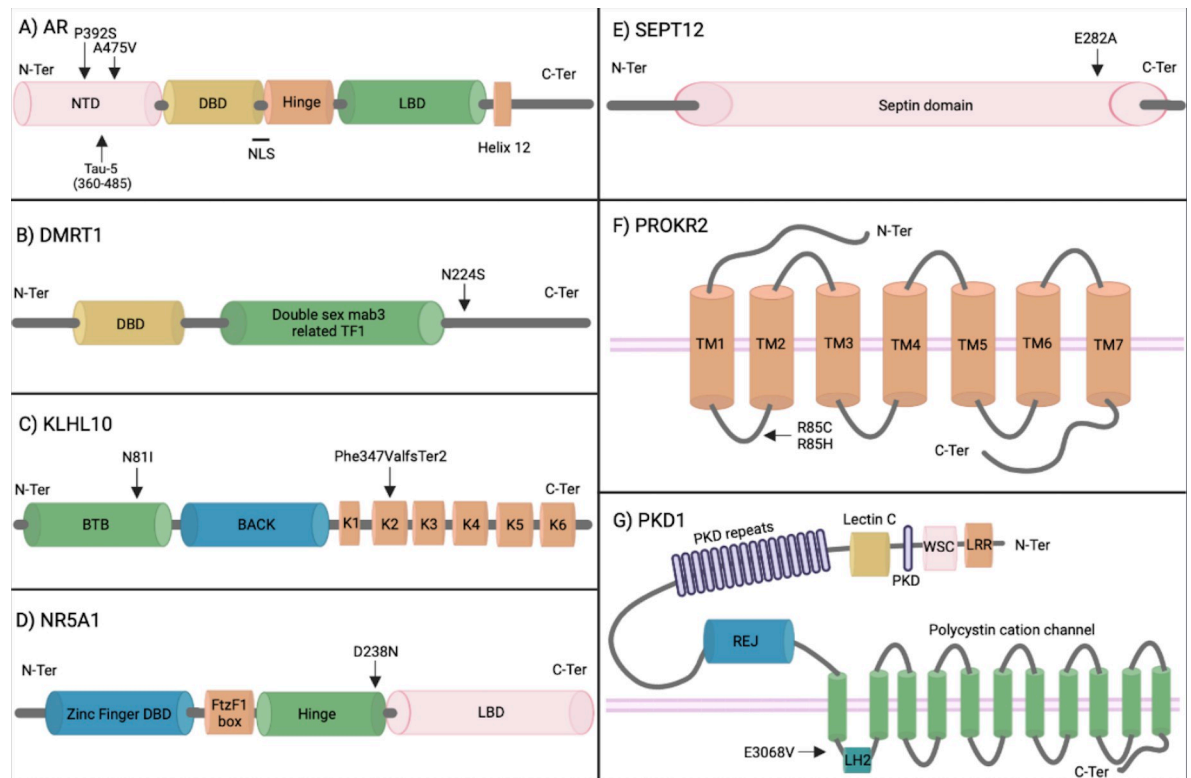 A) AR
P392S
A475V
N-Ter
C-Ter
NTD
DBD
Hinge
LBD
NLS
Helix 12
Tau-5
(360-485)
B) DMRT1
N224S
N-Ter
C-Ter
DBD
Double sex mab3
related TF1
C) KLHL10
N81I
Phe347ValfsTer2
N-Ter
C-Ter
BTB
BACK
K1
K2
K3
K4
K5
K6
D) NR5A1
D238N
N-Ter
C-Ter
Zinc Finger DBD
FtzF1
box
Hinge
LBD
E) SEPT12
E282A
N-Ter
C-Ter
Septin domain
F) PROKR2
N-Ter
TM1
TM2
TM3
TM4
TM5
TM6
TM7
R85C
R85H
C-Ter
G) PKD1
PKD repeats
Lectin C
WSC
LRR
N-Ter
PKD
REJ
Polycystin cation channel
E3068V
LH2
C-Ter